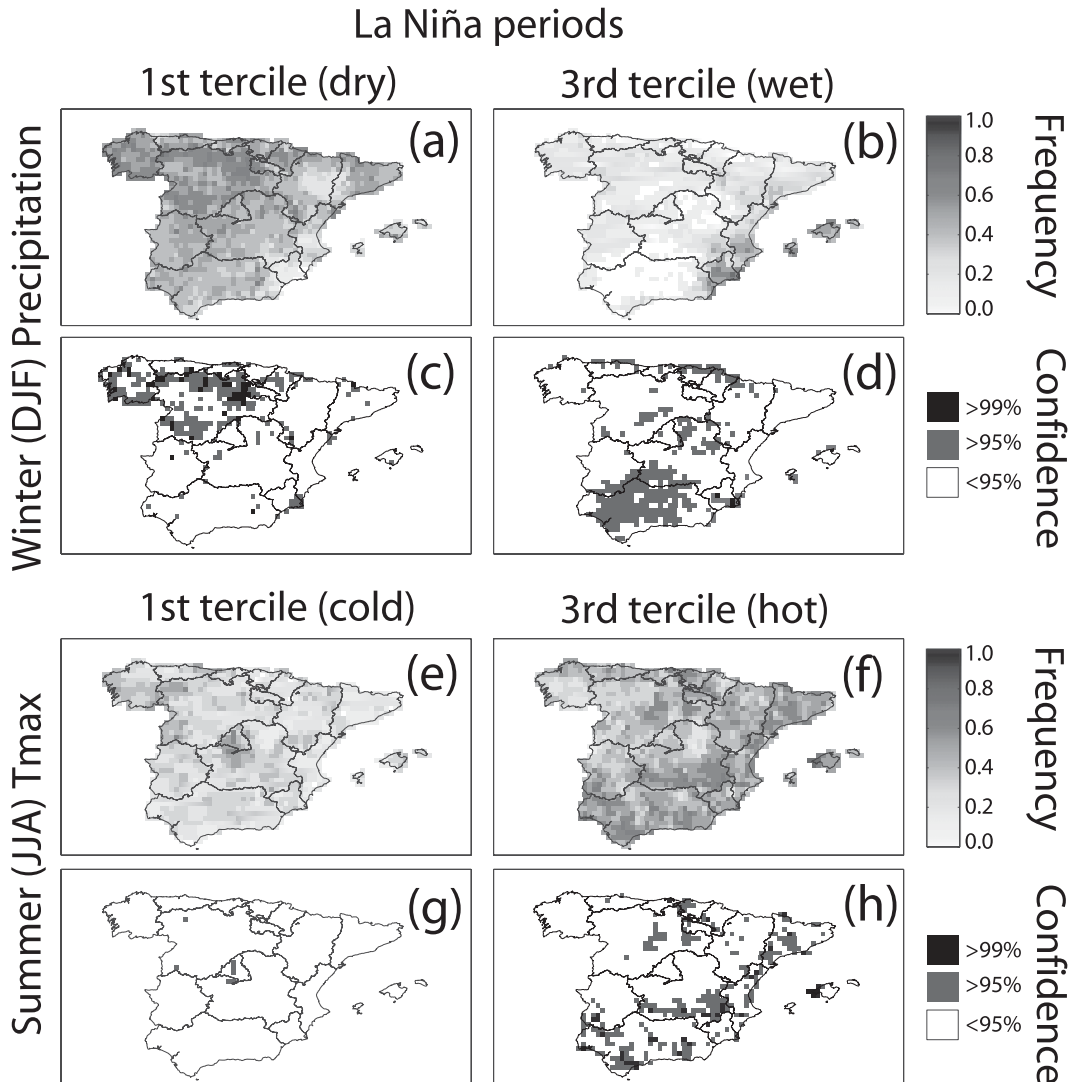 La Niña periods
1st tercile (dry)
3rd tercile (wet)
Winter (DJF) Precipitation
(a)
(b)
1.0
0.8
0.6
0.4
0.2
0.0
Frequency
(c)
(d)
>99%
>95%
<95%
Confidence
1st tercile (cold)
3rd tercile (hot)
Summer (JJA) Tmax
(e)
(f)
1.0
0.8
0.6
0.4
0.2
0.0
Frequency
(g)
(h)
>99%
>95%
<95%
Confidence